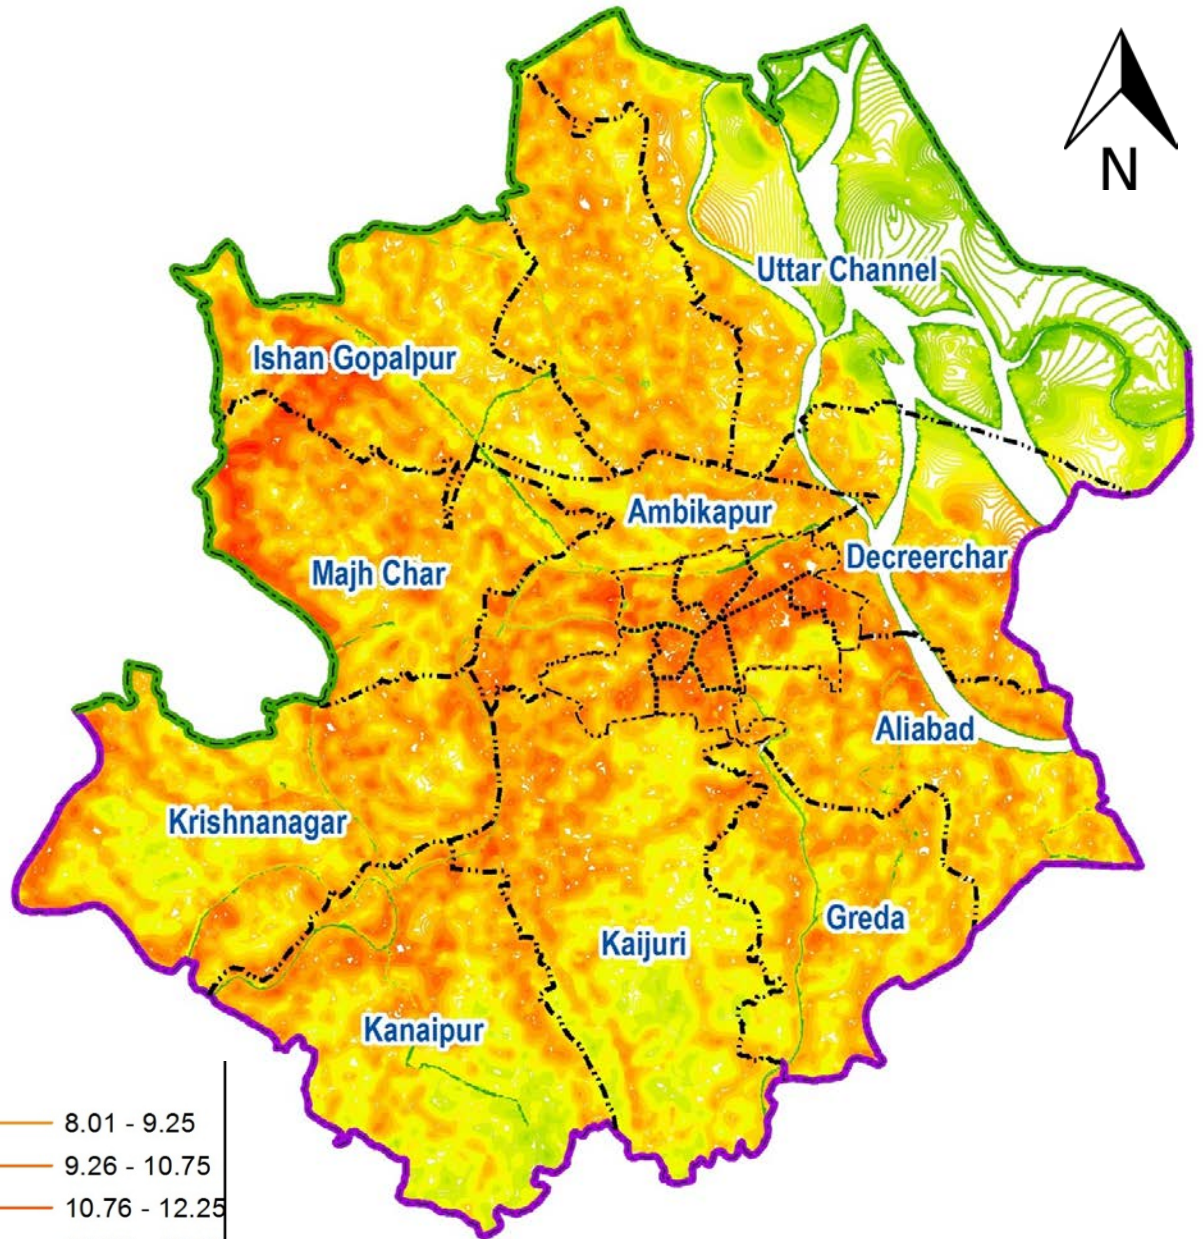 N
Uttar Channel
Ishan Gopalpur
Ambikapur
Decreerchar
Majh Char
Aliabad
Krishnanagar
Greda
Kaijuri
Kanaipur
8.01 - 9.25
9.26 - 10.75
10.76 - 12.25